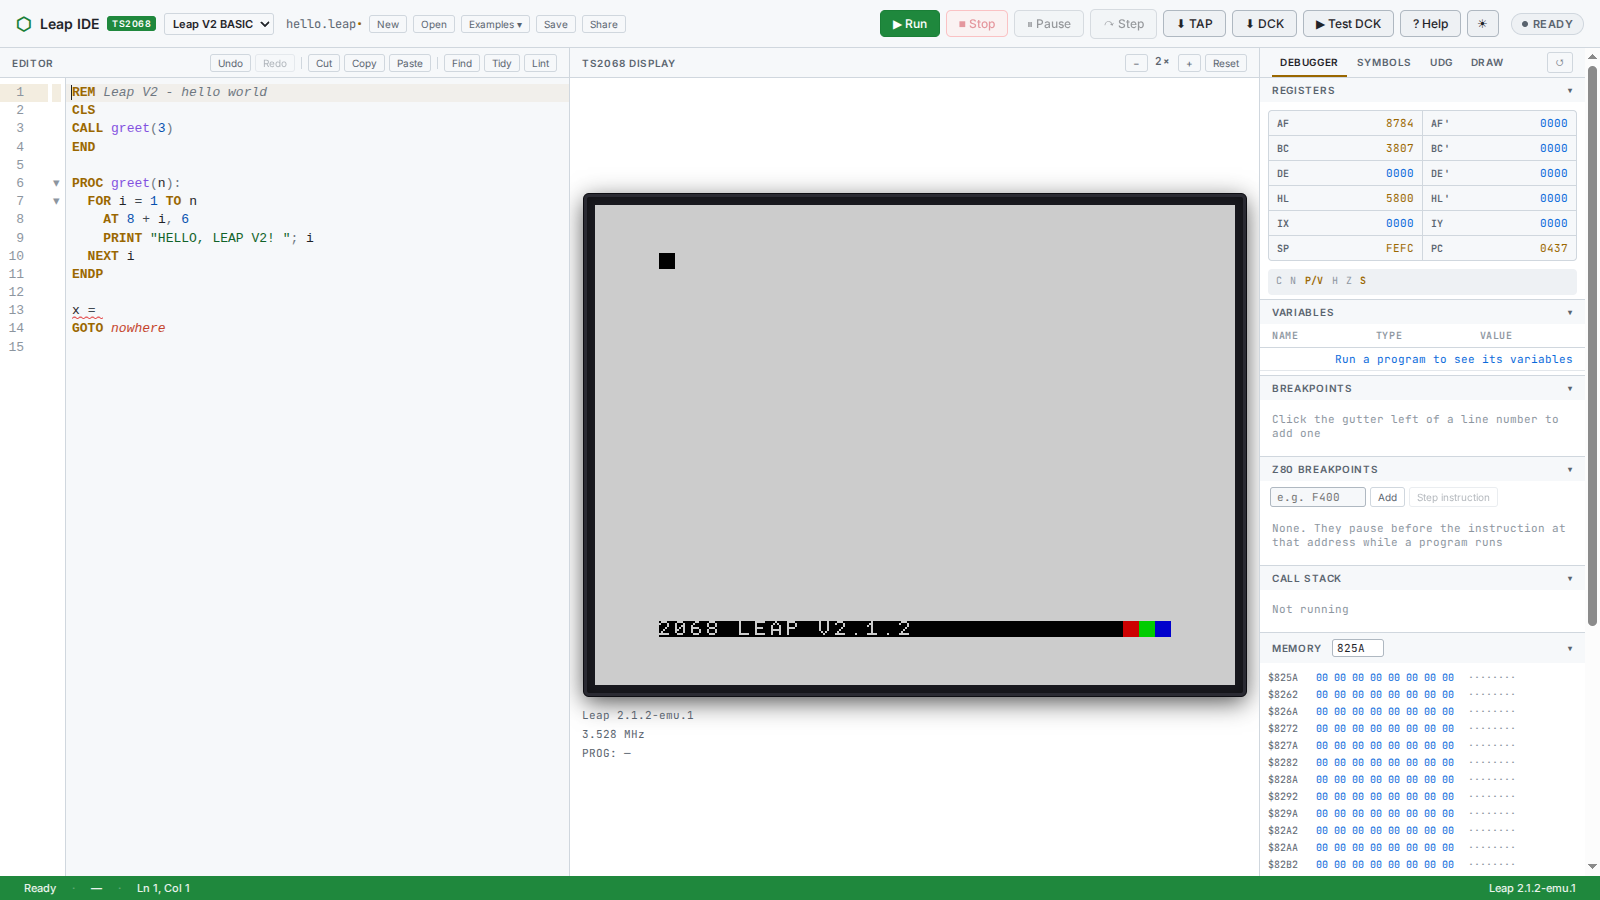 Leap IDE TS2068 Leap V2 BASIC hello.leap• New Open Examples ▾ Save Share ▶ Run ■ Stop ⏸ Pause ↷ Step ⬇ TAP ⬇ DCK ▶ Test DCK ? Help ☀ ● READY
EDITOR Undo Redo Cut Copy Paste Find Tidy Lint
1 REM Leap V2 - hello world
2 CLS
3 CALL greet(3)
4 END
5
6 ▼ PROC greet(n):
7 ▼ FOR i = 1 TO n
8 AT 8 + i, 6
9 PRINT "HELLO, LEAP V2! "; i
10 NEXT i
11 ENDP
12
13 x =
14 GOTO nowhere
15
TS2068 DISPLAY − 2× + Reset
2068 LEAP V2.1.2
Leap 2.1.2-emu.1
3.528 MHz
PROG: —
DEBUGGER SYMBOLS UDG DRAW ↺
REGISTERS ▾
AF 8784 AF' 0000
BC 3807 BC' 0000
DE 0000 DE' 0000
HL 5800 HL' 0000
IX 0000 IY 0000
SP FEFC PC 0437
C N P/V H Z S
VARIABLES ▾
NAME TYPE VALUE
Run a program to see its variables
BREAKPOINTS ▾
Click the gutter left of a line number to
add one
Z80 BREAKPOINTS ▾
e.g. F400 Add Step instruction
None. They pause before the instruction at
that address while a program runs
CALL STACK ▾
Not running
MEMORY 825A ▾
$825A 00 00 00 00 00 00 00 00 ········
$8262 00 00 00 00 00 00 00 00 ········
$826A 00 00 00 00 00 00 00 00 ········
$8272 00 00 00 00 00 00 00 00 ········
$827A 00 00 00 00 00 00 00 00 ········
$8282 00 00 00 00 00 00 00 00 ········
$828A 00 00 00 00 00 00 00 00 ········
$8292 00 00 00 00 00 00 00 00 ········
$829A 00 00 00 00 00 00 00 00 ········
$82A2 00 00 00 00 00 00 00 00 ········
$82AA 00 00 00 00 00 00 00 00 ········
$82B2 00 00 00 00 00 00 00 00 ········
Ready · — · Ln 1, Col 1 Leap 2.1.2-emu.1